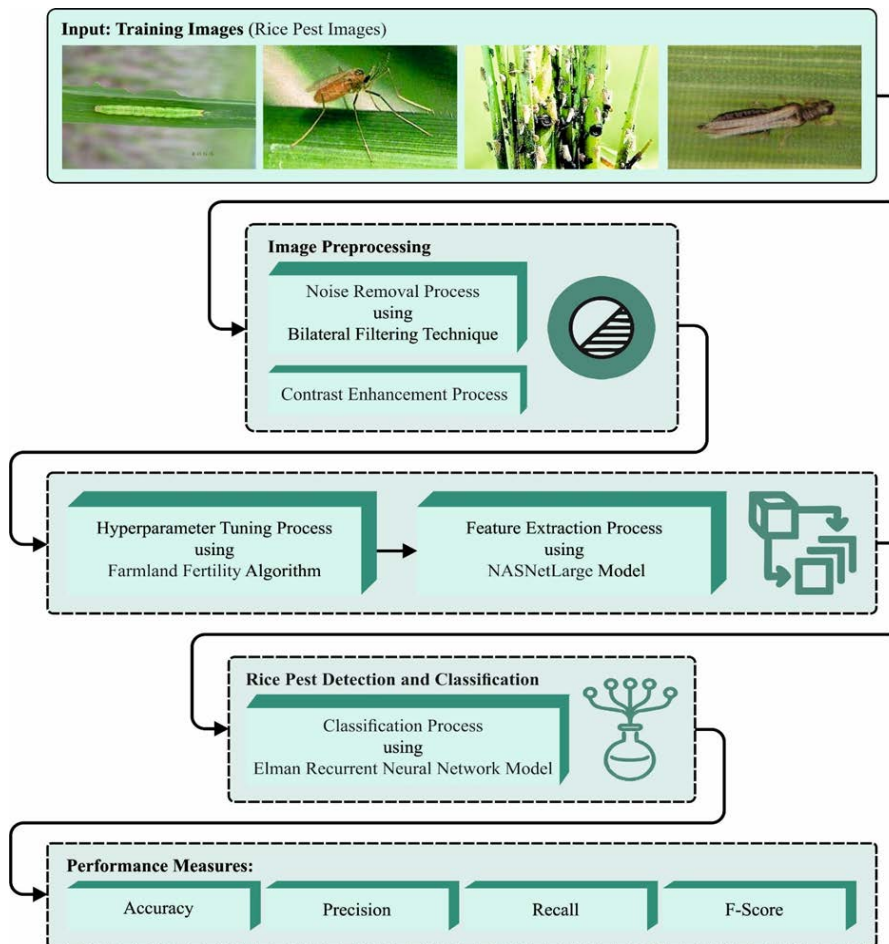 Input: Training Images (Rice Pest Images)
Image Preprocessing
Noise Removal Process
using
Bilateral Filtering Technique
Contrast Enhancement Process
Hyperparameter Tuning Process
using
Farmland Fertility Algorithm
Feature Extraction Process
using
NASNetLarge Model
Rice Pest Detection and Classification
Classification Process
using
Elman Recurrent Neural Network Model
Performance Measures:
Accuracy
Precision
Recall
F-Score